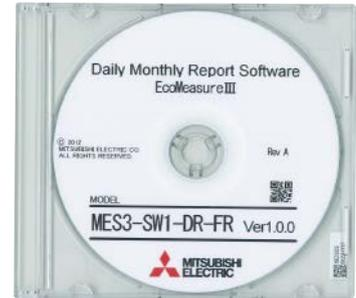 Daily Monthly Report Software
EcoMeasureⅢ
© 2012
MITSUBISHI ELECTRIC CO
ALL RIGHTS RESERVED.
Rev A
MODEL
MES3-SW1-DR-FR Ver1.0.0
MITSUBISHI
ELECTRIC